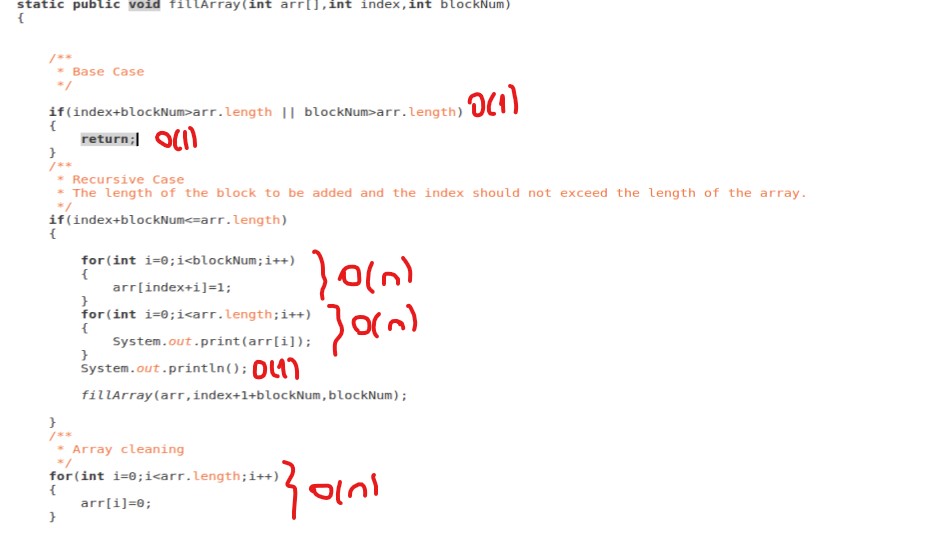 static public void fillArray(int arr[],int index,int blockNum)
{
/**
* Base Case
*/
if(index+blockNum>arr.length || blockNum>arr.length) O(1)
{
return; O(1)
}
/**
* Recursive Case
* The length of the block to be added and the index should not exceed the length of the array.
*/
if(index+blockNum<=arr.length)
{
for(int i=0;i<blockNum;i++)
{
arr[index+i]=1; } O(n)
}
for(int i=0;i<arr.length;i++)
{ } O(n)
System.out.print(arr[i]);
}
System.out.println(); O(1)
fillArray(arr,index+1+blockNum,blockNum);
}
/**
* Array cleaning
*/
for(int i=0;i<arr.length;i++)
{ } O(n)
arr[i]=0;
}